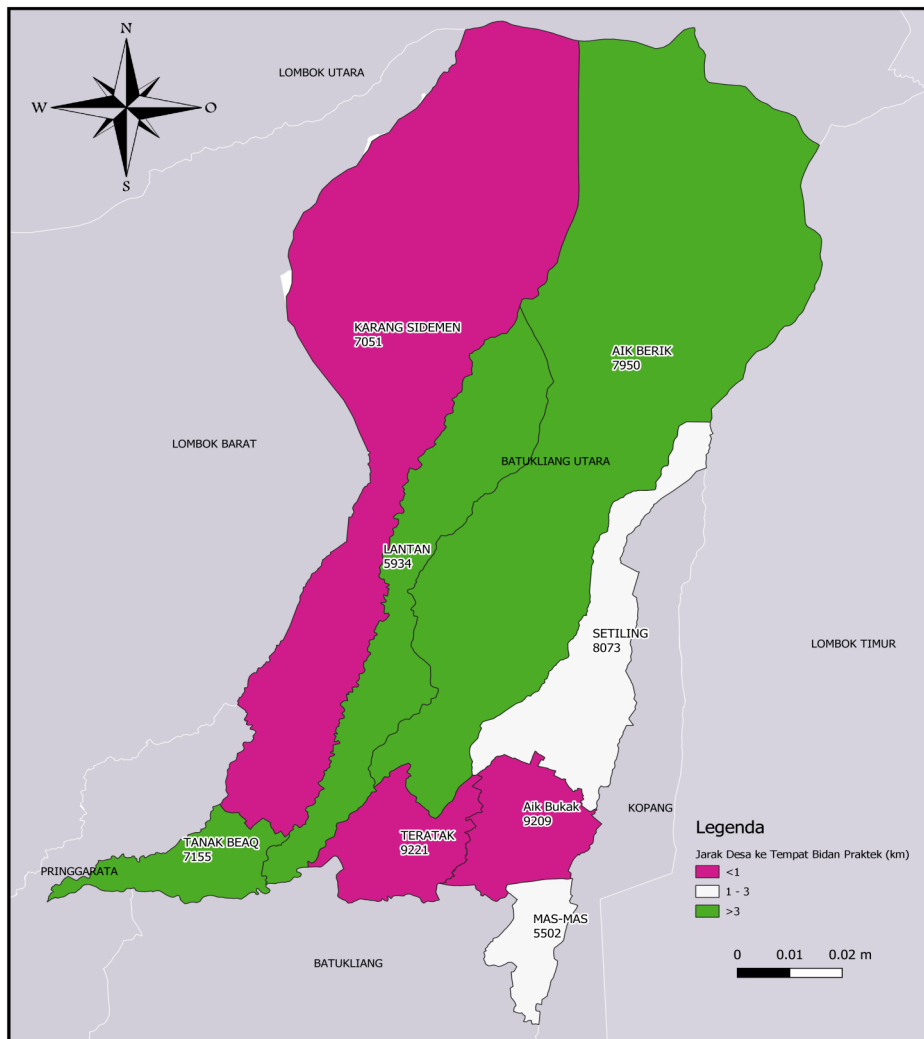 N
W
O
S
LOMBOK UTARA
KARANG SIDEMEN
7051
AIK BERIK
7950
LOMBOK BARAT
BATUKLIANG UTARA
LANTAN
5934
SETILING
8073
LOMBOK TIMUR
Aik Bukak
9209
KOPANG
TERATAK
9221
TANAK BEAQ
7155
PRINGGARATA
MAS-MAS
5502
BATUKLIANG
Legenda
Jarak Desa ke Tempat Bidan Praktek (km)
<1
1 - 3
>3
0 0.01 0.02 m